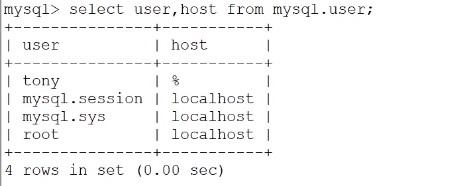 mysql> select user,host from mysql.user;
+---------------+-----------+
| user          | host      |
+---------------+-----------+
| tony          | %         |
| mysql.session | localhost |
| mysql.sys     | localhost |
| root          | localhost |
+---------------+-----------+
4 rows in set (0.00 sec)